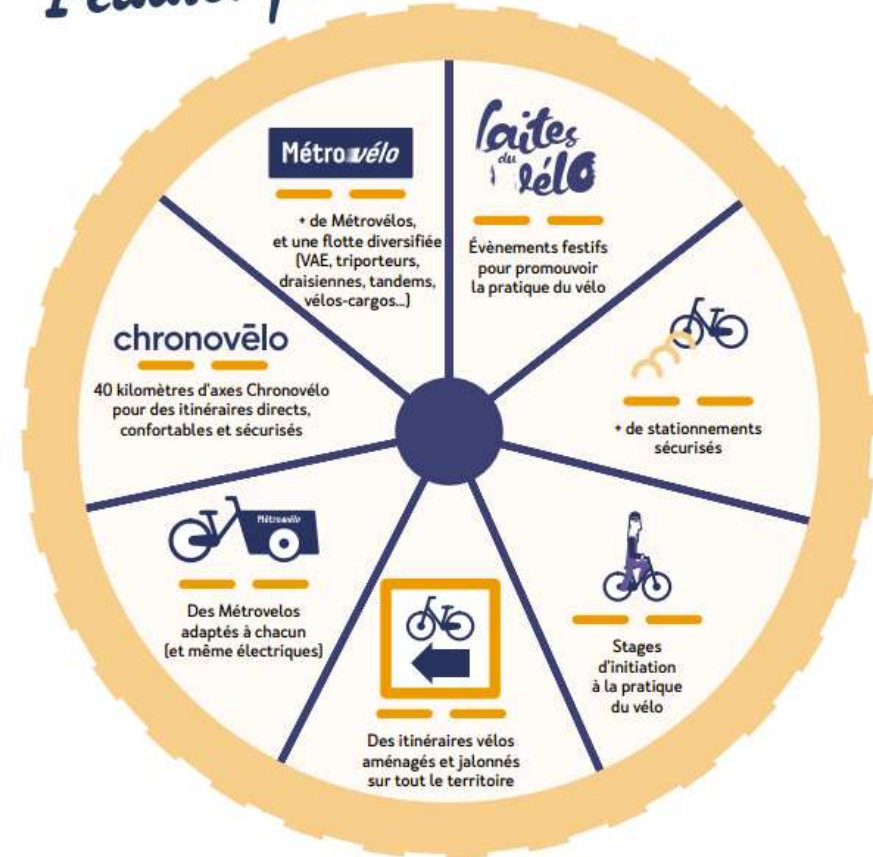 Métrovélo
+ de Métrovélos,
et une flotte diversifiée
(VAE, triporteurs,
draisiennes, tandems,
vélos-cargos...)
Faites
du
vélo
Évènements festifs
pour promouvoir
la pratique du vélo
+ de stationnements
sécurisés
Stages
d'initiation
à la pratique
du vélo
Des itinéraires vélos
aménagés et jalonnés
sur tout le territoire
Métrovélo
Des Métrovelos
adaptés à chacun
(et même électriques)
chronovēlo
40 kilomètres d'axes Chronovélo
pour des itinéraires directs,
confortables et sécurisés